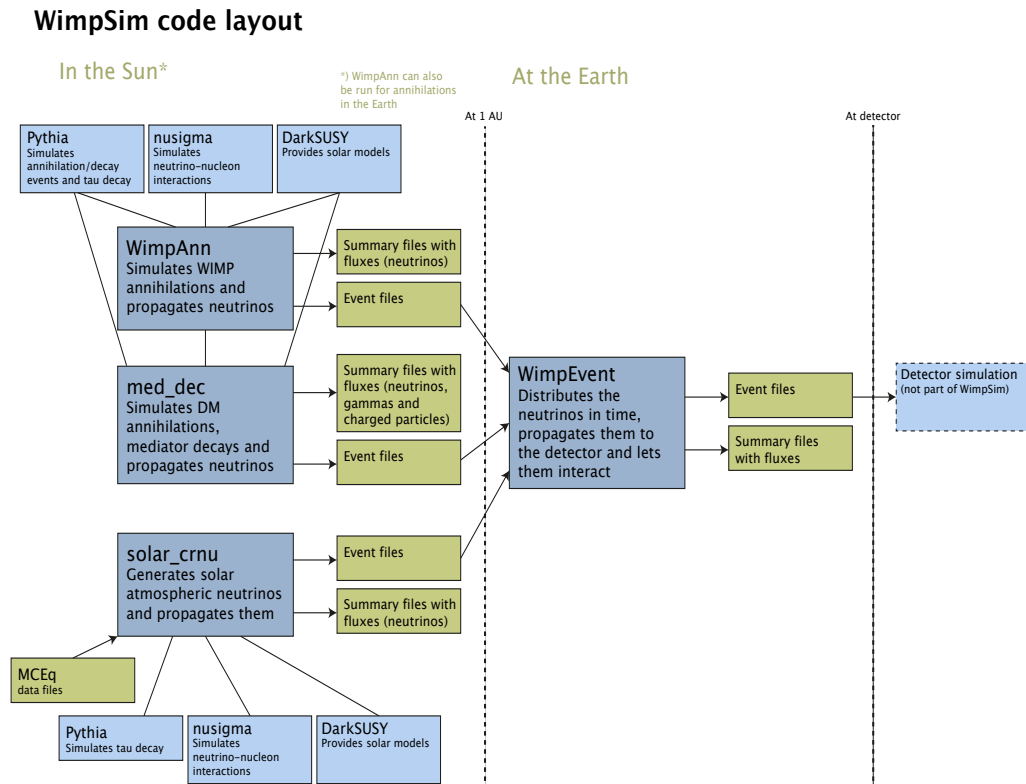 WimpSim code layout
In the Sun*
*) WimpAnn can also
be run for annihilations
in the Earth
At the Earth
At 1 AU
At detector
Pythia
Simulates
annihilation/decay
events and tau decay
nusigma
Simulates
neutrino-nucleon
interactions
DarkSUSY
Provides solar models
WimpAnn
Simulates WIMP
annihilations and
propagates neutrinos
Summary files with
fluxes (neutrinos)
Event files
med_dec
Simulates DM
annihilations,
mediator decays and
propagates neutrinos
Summary files with
fluxes (neutrinos,
gammas and
charged particles)
Event files
WimpEvent
Distributes the
neutrinos in time,
propagates them to
the detector and lets
them interact
Event files
Summary files
with fluxes
Detector simulation
(not part of WimpSim)
solar_crnu
Generates solar
atmospheric neutrinos
and propagates them
Event files
Summary files with
fluxes (neutrinos)
MCEq
data files
Pythia
Simulates tau decay
nusigma
Simulates
neutrino-nucleon
interactions
DarkSUSY
Provides solar models